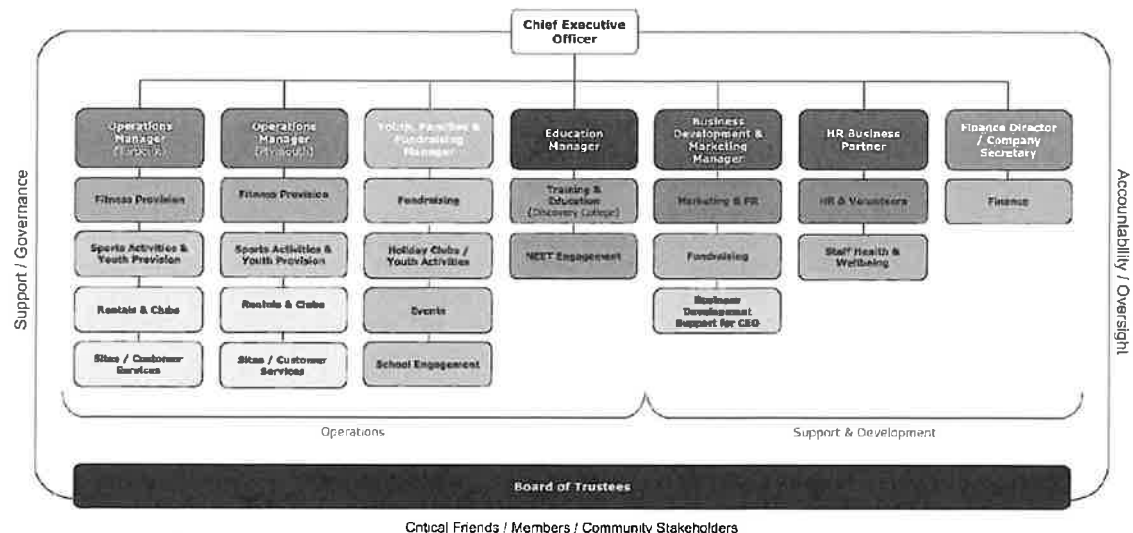 Chief Executive
Officer
Operations
Manager
Operations
Manager
(Plymouth)
Youth, Families &
Fundraising
Manager
Education
Manager
Business
Development &
Marketing
Manager
HR Business
Partner
Finance Director
/ Company
Secretary
Fitness Provision
Fitness Provision
Fundraising
Training &
Education
(Discovery College)
Marketing & PR
HR & Volunteers
Finance
Sports Activities &
Youth Provision
Sports Activities &
Youth Provision
Holiday Clubs /
Youth Activities
NEET Engagement
Fundraising
Staff Health &
Wellbeing
Rentals & Clubs
Rentals & Clubs
Events
Business
Development
Support for CEO
Sites / Customer
Services
Sites / Customer
Services
School Engagement
Support / Governance
Accountability / Oversight
Operations
Support & Development
Board of Trustees
Critical Friends / Members / Community Stakeholders